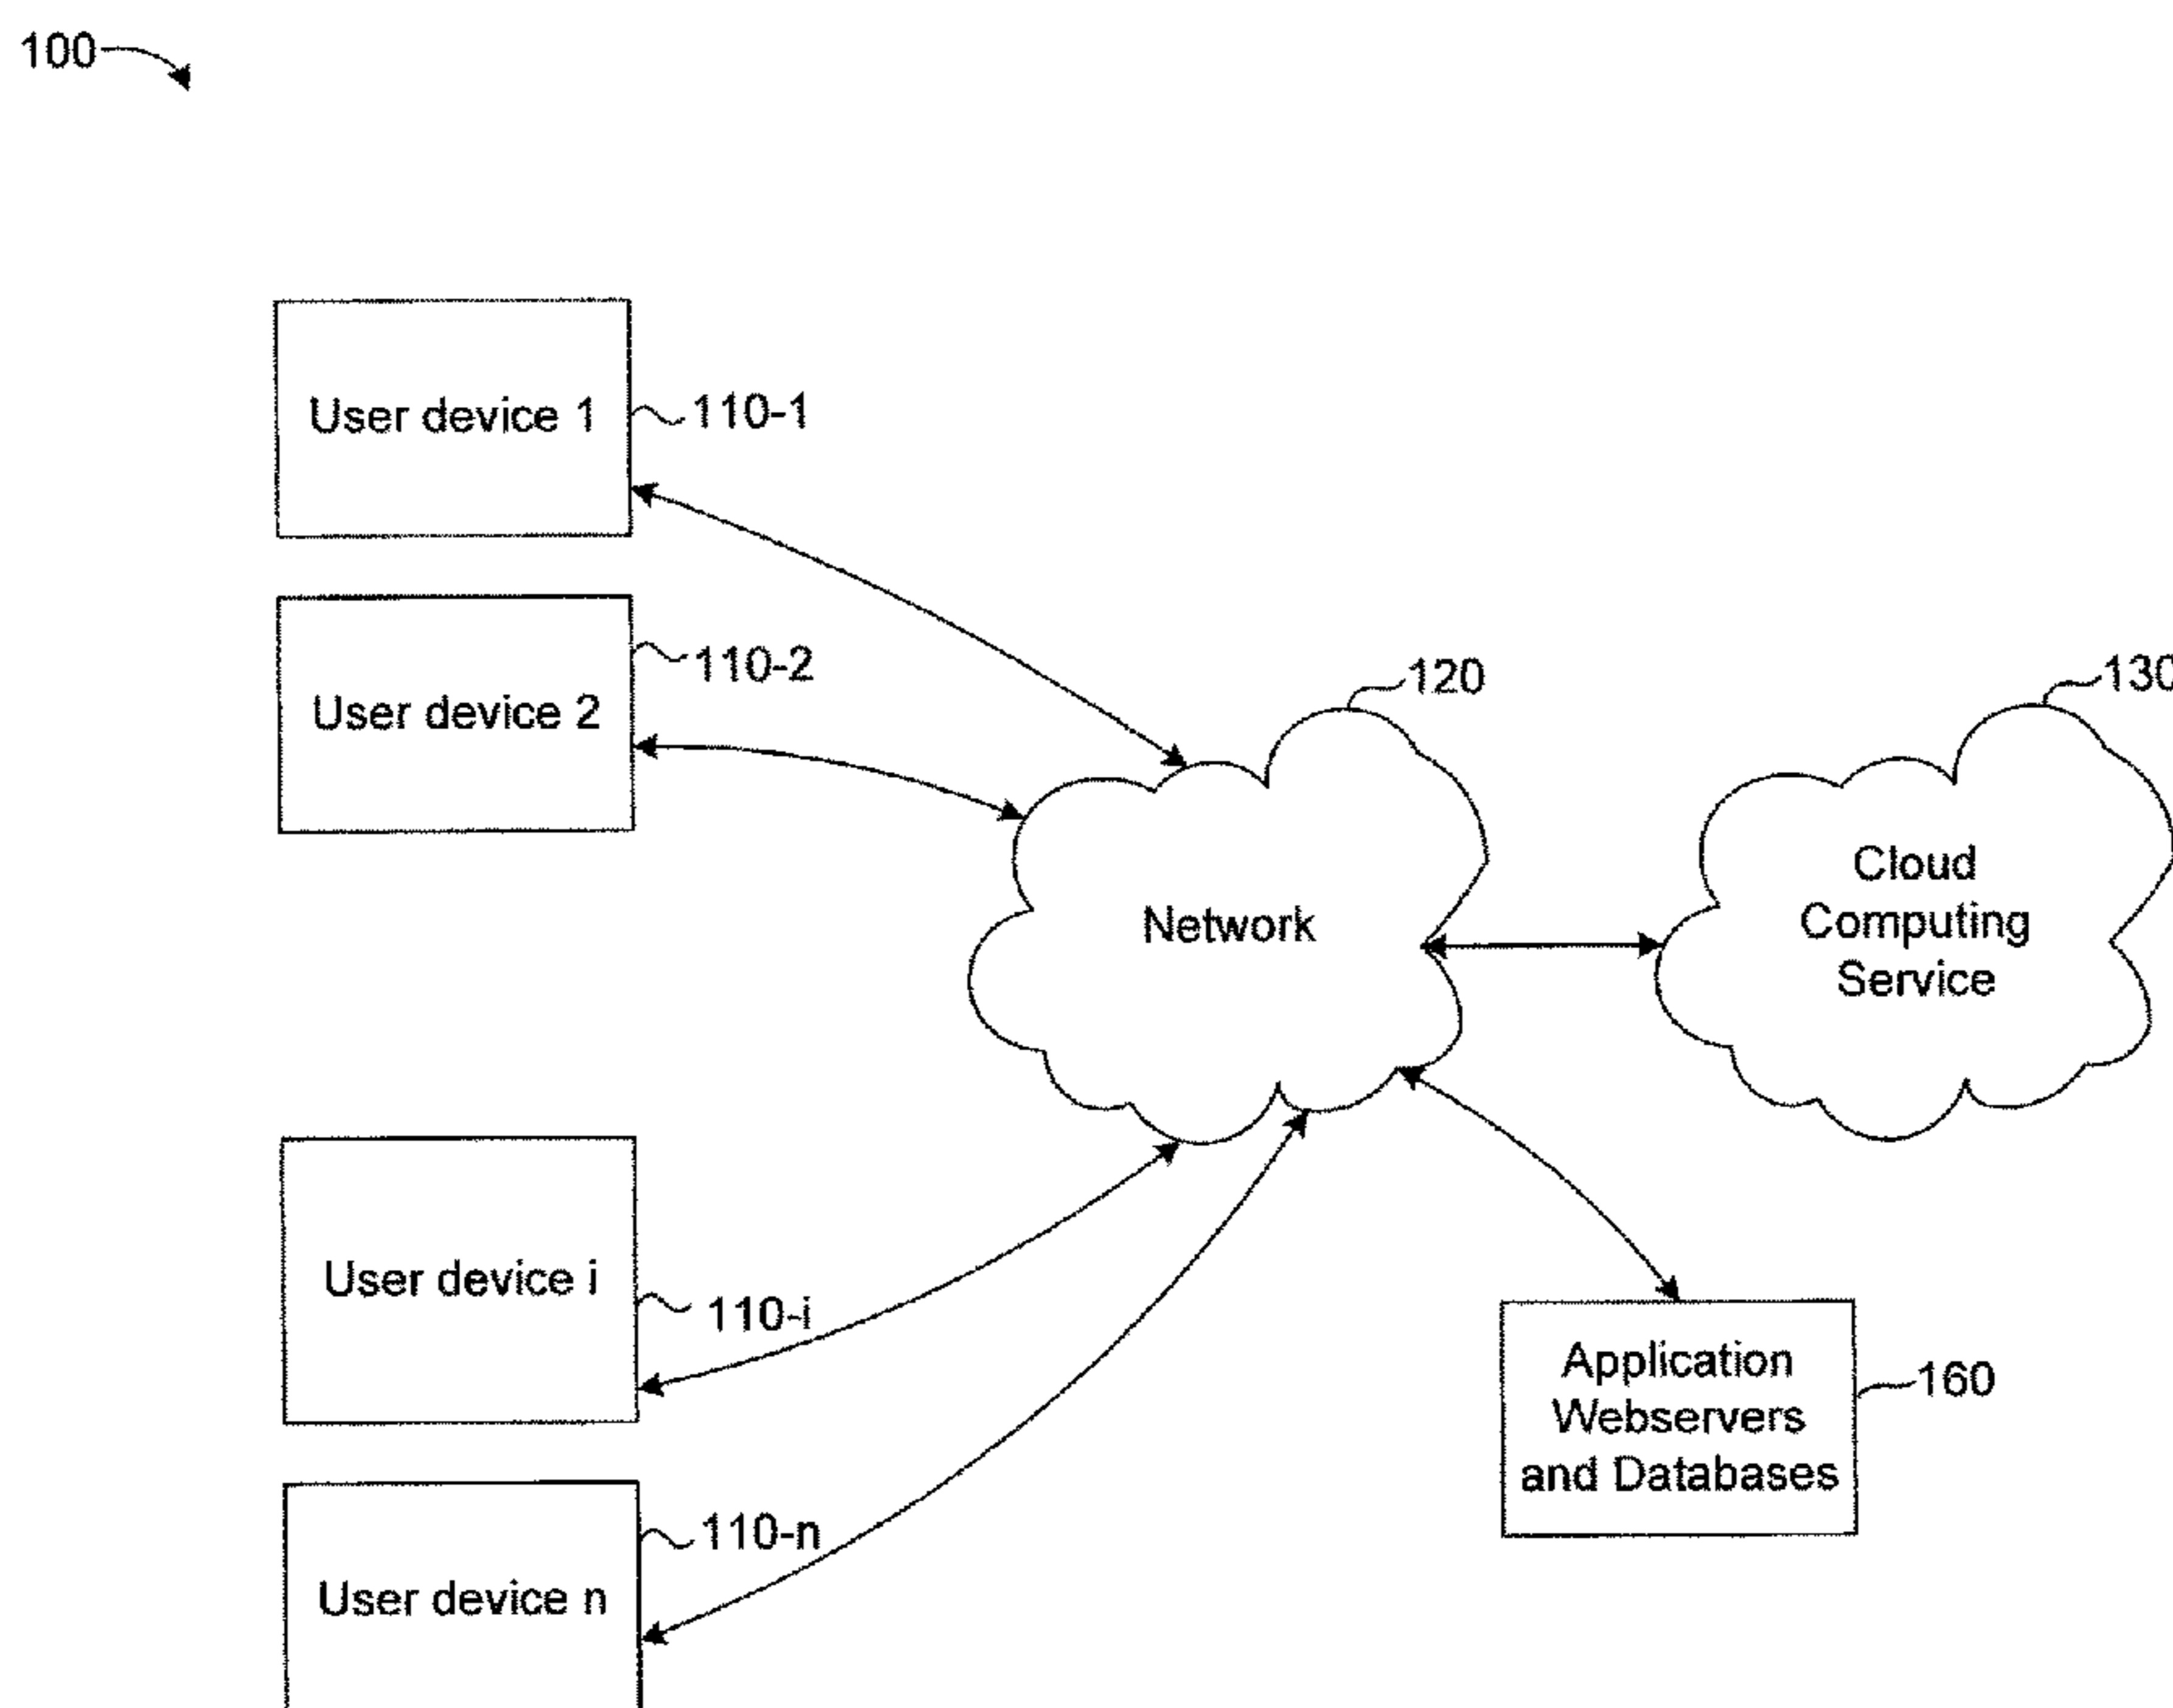 100
User device 1
110-1
110-2
User device 2
120
130
Network
Cloud
Computing
Service
User device i
110-i
Application
Webservers
and Databases
160
110-n
User device n